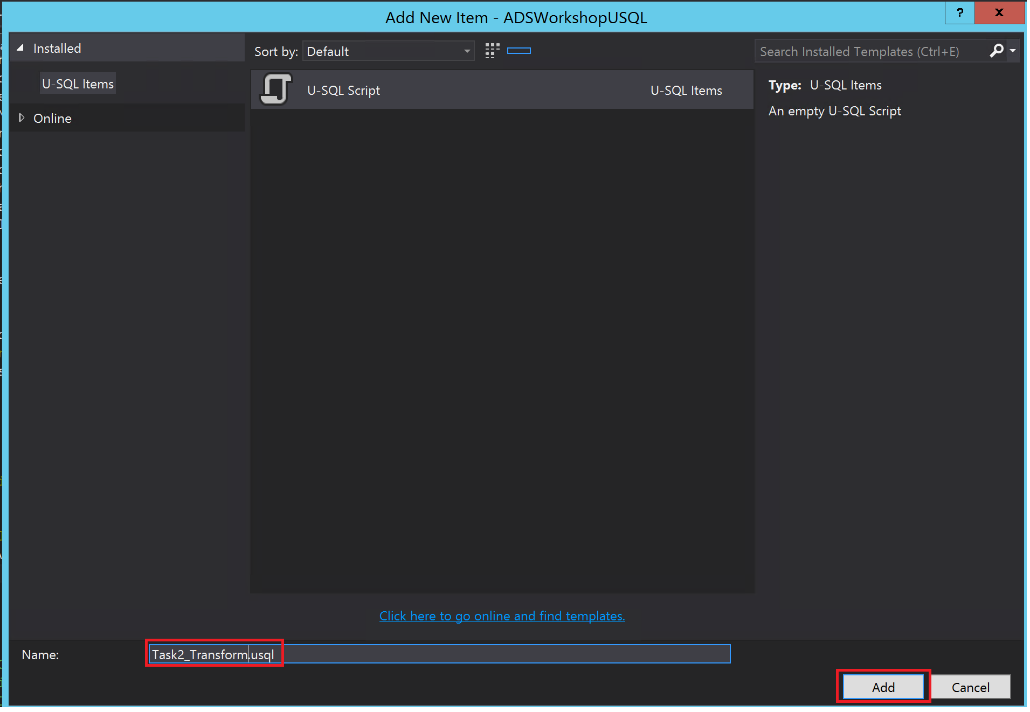 Add New Item - ADSWorkshopUSQL
?
x
Installed
U-SQL Items
Online
Sort by: Default
U-SQL Script U-SQL Items
Search Installed Templates (Ctrl+E)
Type: U-SQL Items
An empty U-SQL Script
Click here to go online and find templates.
Name: Task2_Transform.usql
Add Cancel